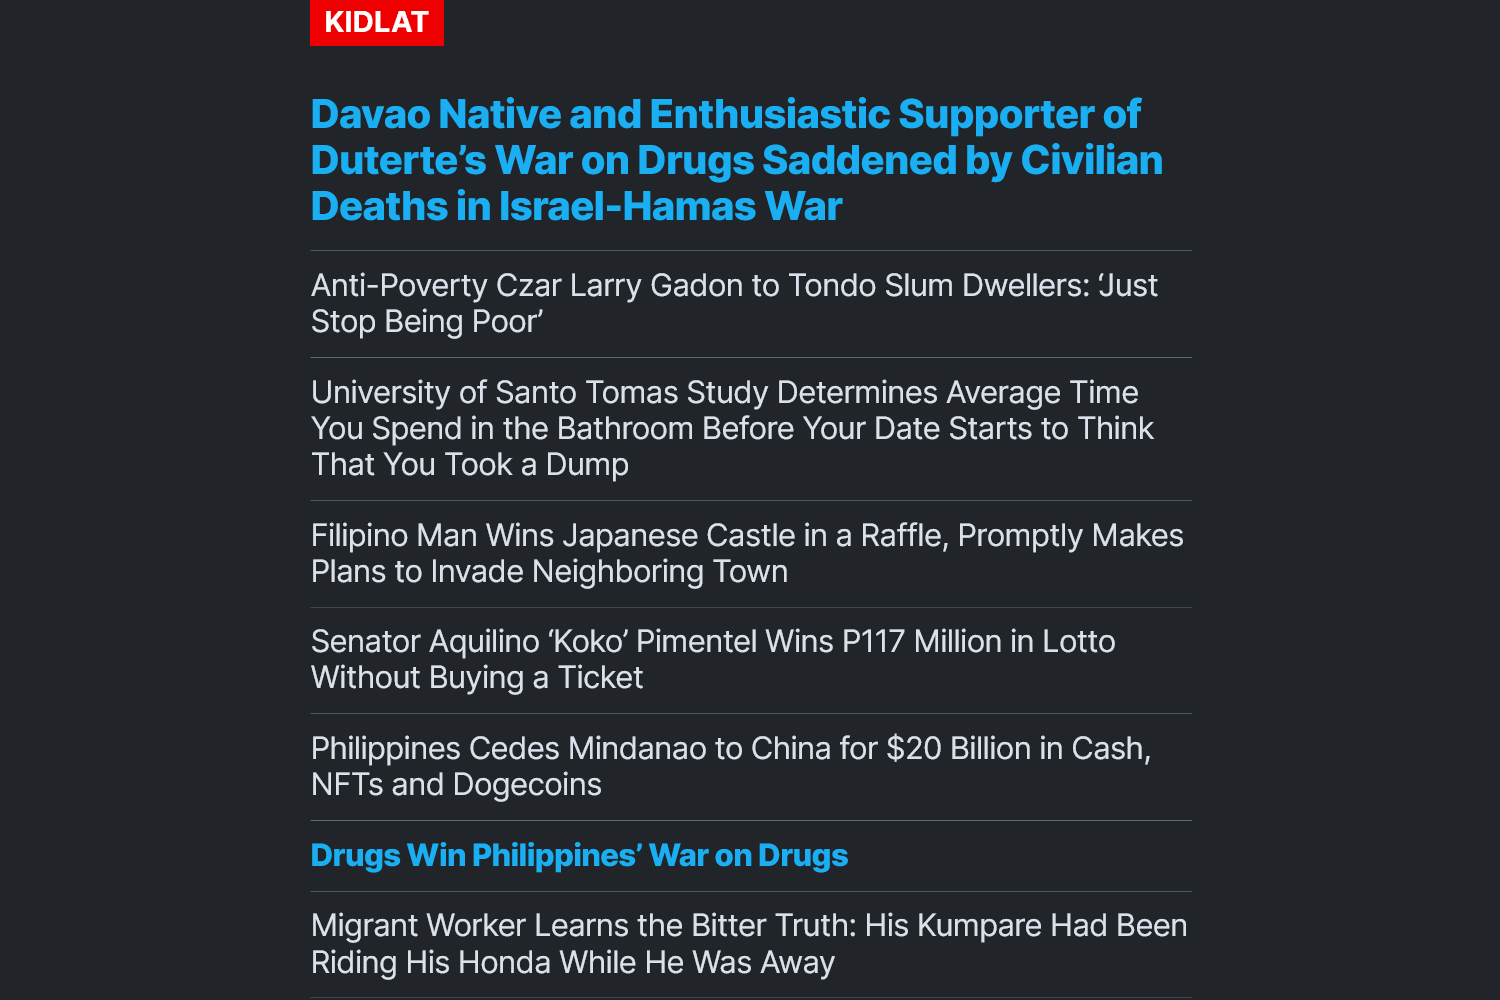 KIDLAT
Davao Native and Enthusiastic Supporter of
Duterte’s War on Drugs Saddened by Civilian
Deaths in Israel-Hamas War
Anti-Poverty Czar Larry Gadon to Tondo Slum Dwellers: ‘Just
Stop Being Poor’
University of Santo Tomas Study Determines Average Time
You Spend in the Bathroom Before Your Date Starts to Think
That You Took a Dump
Filipino Man Wins Japanese Castle in a Raffle, Promptly Makes
Plans to Invade Neighboring Town
Senator Aquilino ‘Koko’ Pimentel Wins P117 Million in Lotto
Without Buying a Ticket
Philippines Cedes Mindanao to China for $20 Billion in Cash,
NFTs and Dogecoins
Drugs Win Philippines’ War on Drugs
Migrant Worker Learns the Bitter Truth: His Kumpare Had Been
Riding His Honda While He Was Away